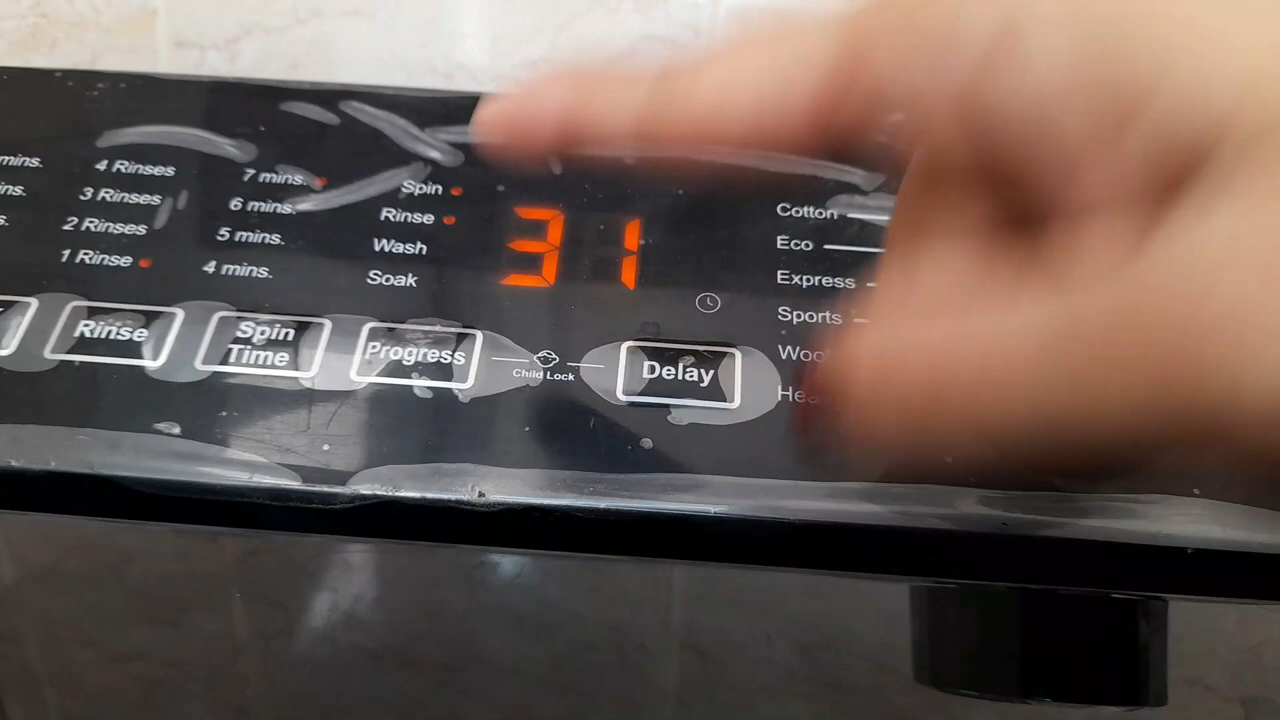 mins. 4 Rinses 7 mins. Spin
ins. 3 Rinses 6 mins. Rinse
s. 2 Rinses 5 mins. Wash
1 Rinse 4 mins. Soak
31
Cotton
Eco
Express
Sports
Rinse
Spin
Time
Progress
Child Lock
Delay